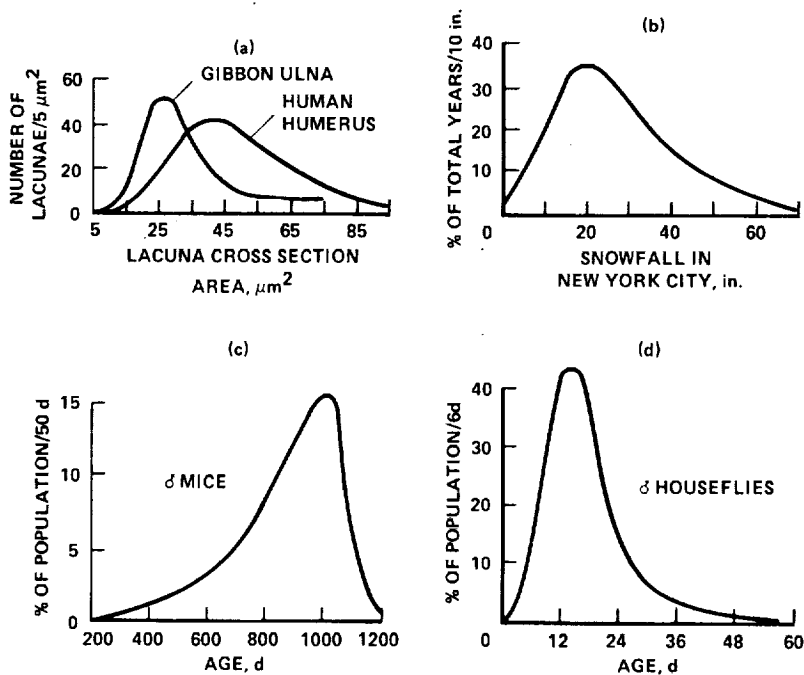 (a)
GIBBON ULNA
HUMAN
HUMERUS
NUMBER OF
LACUNAE/5 μm²
60
40
20
0
5 25 45 65 85
LACUNA CROSS SECTION
AREA, μm²
(b)
% OF TOTAL YEARS/10 in.
40
30
20
10
0 20 40 60
SNOWFALL IN
NEW YORK CITY, in.
(c)
% OF POPULATION/50 d
15
10
5
0
♂ MICE
200 400 600 800 1000 1200
AGE, d
(d)
% OF POPULATION/6d
40
30
20
10
♂ HOUSEFLIES
0 12 24 36 48 60
AGE, d